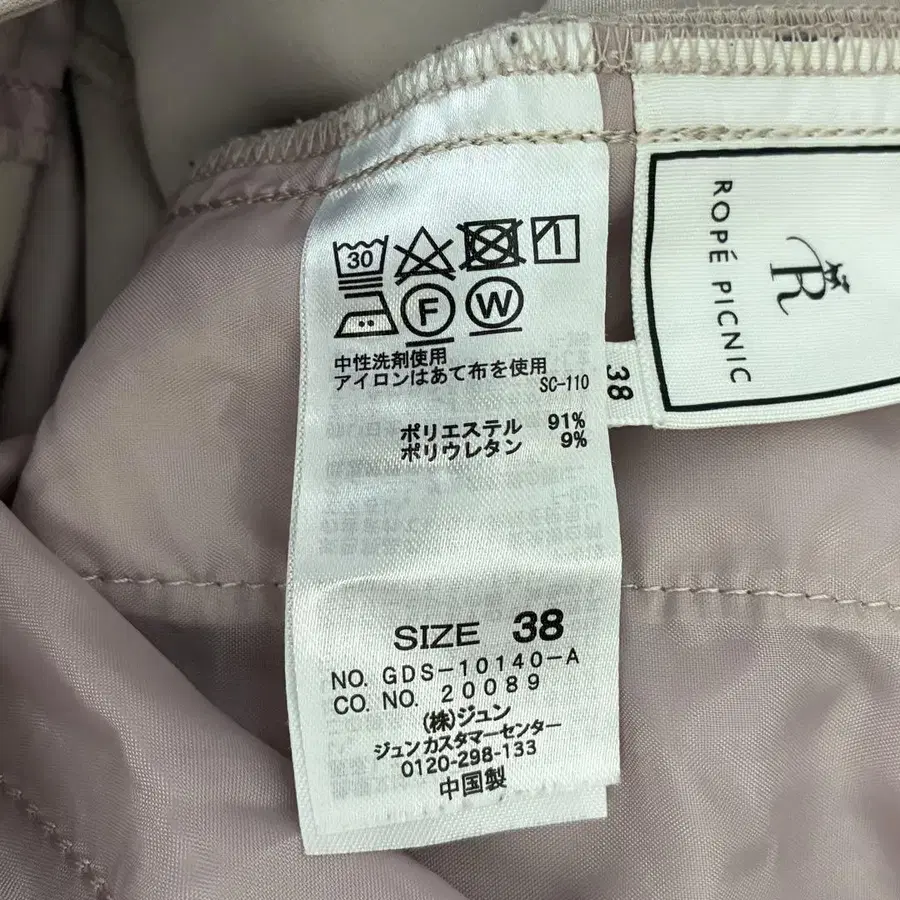 30
F W
中性洗剤使用
アイロンはあて布を使用
SC-110
ポリエステル 91%
ポリウレタン 9%
SIZE 38
NO. GDS-10140-A
CO. NO. 20089
(株)ジュン
ジュンカスタマーセンター
0120-298-133
中国製
38
R
ROPÉ PICNIC